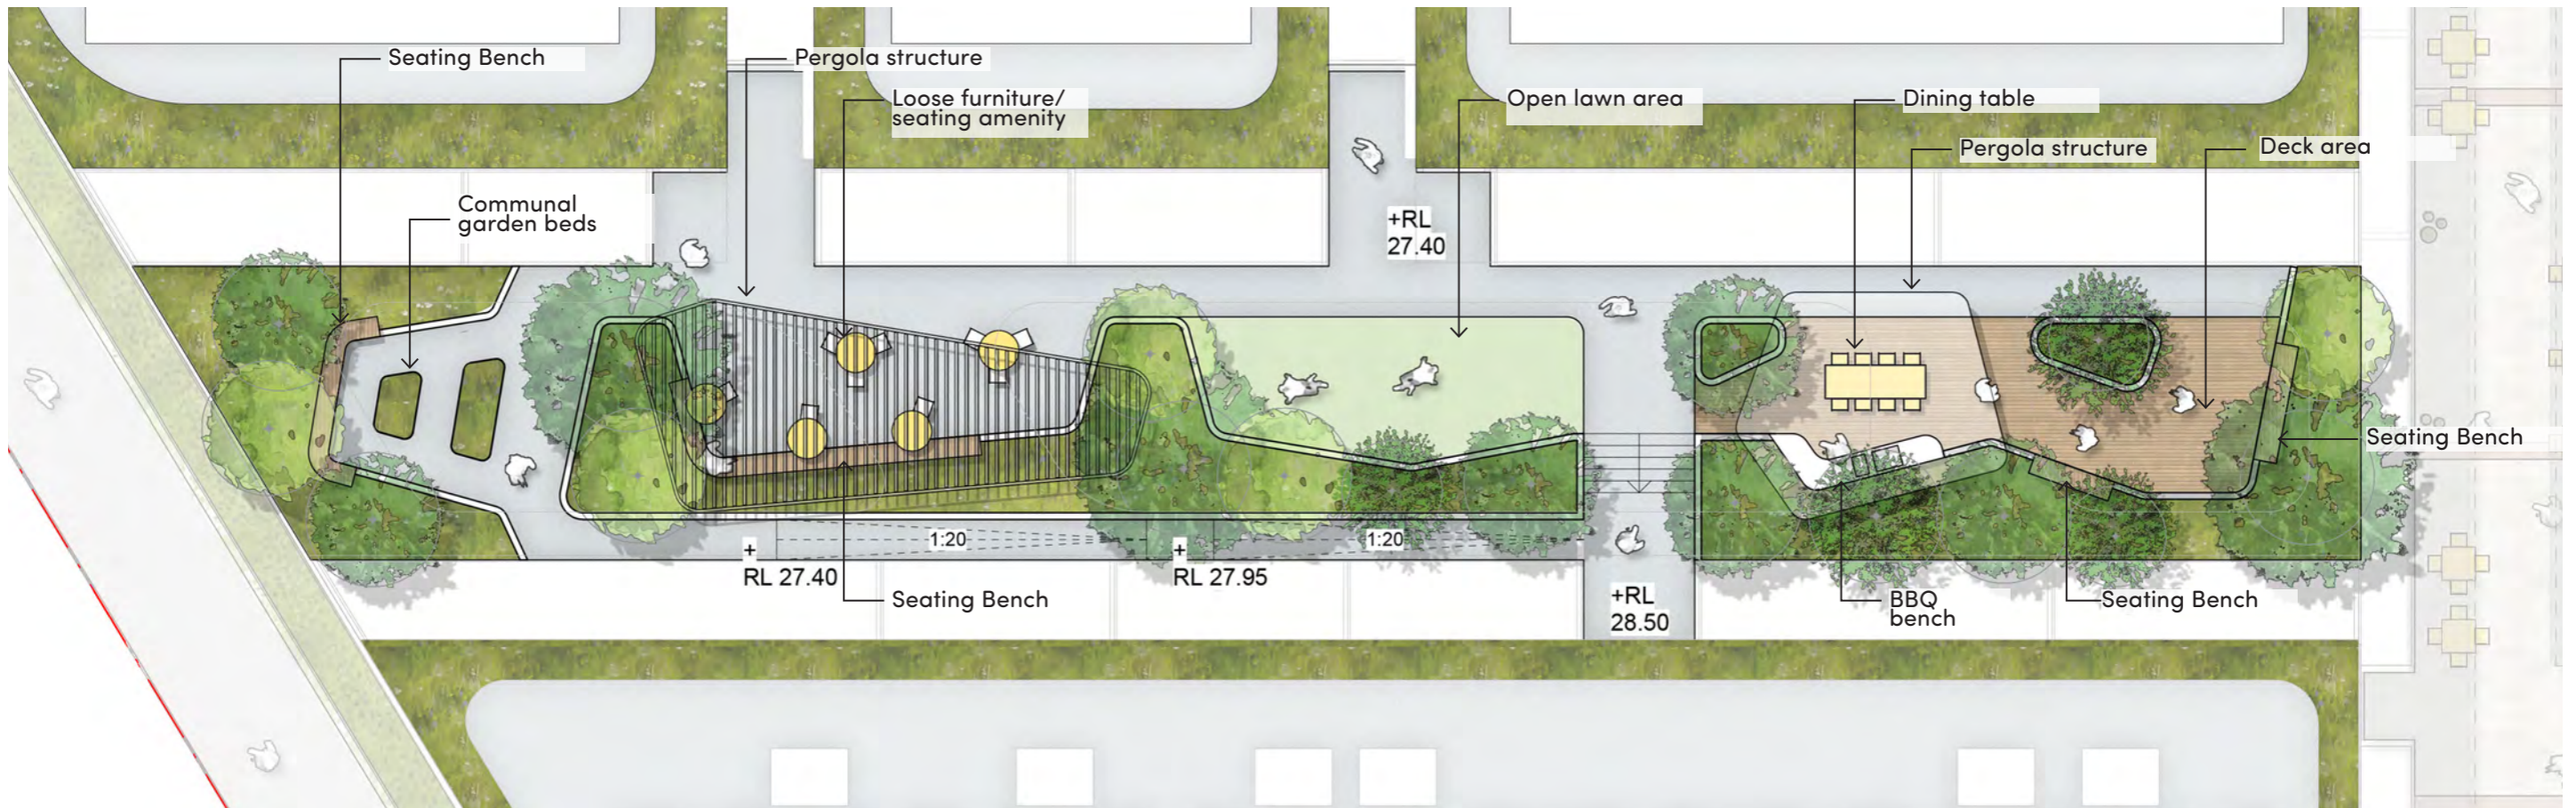 Seating Bench
Pergola structure
Loose furniture/
seating amenity
Open lawn area
Dining table
Pergola structure
Deck area
Communal
garden beds
+RL
27.40
Seating Bench
1:20
1:20
+
RL 27.40
+
RL 27.95
Seating Bench
+RL
28.50
BBQ
bench
Seating Bench